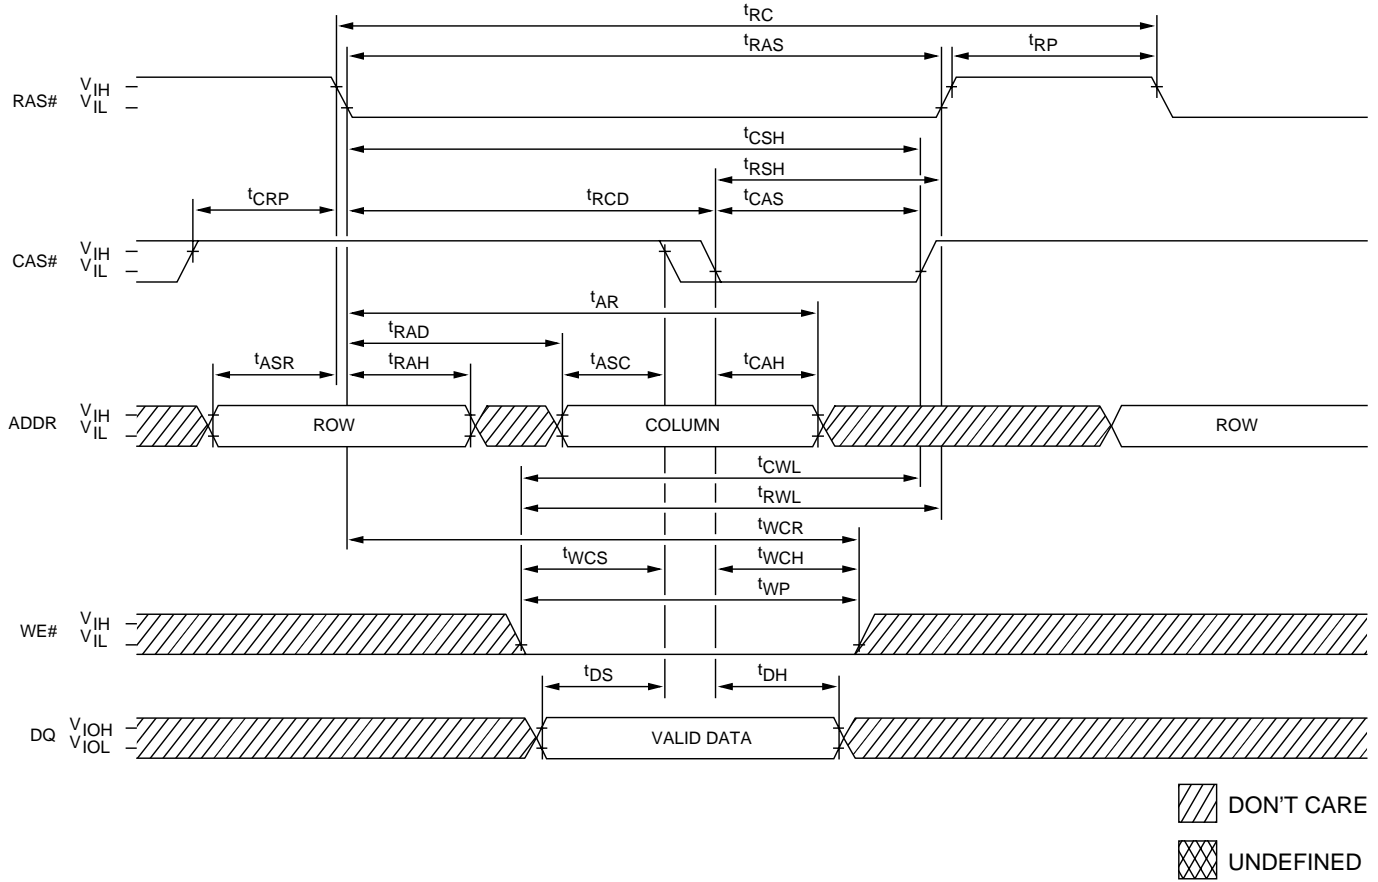 tRC
tRAS
tRP
RAS# VIH
VIL
tCSH
tRSH
tCRP
tRCD
tCAS
CAS# VIH
VIL
tAR
tRAD
tASR
tRAH
tASC
tCAH
ADDR VIH
VIL
ROW
COLUMN
ROW
tCWL
tRWL
tWCR
tWCS
tWCH
tWP
WE# VIH
VIL
tDS
tDH
DQ VIOH
VIOL
VALID DATA
DON'T CARE
UNDEFINED